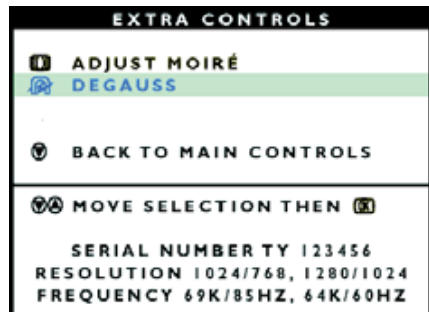 EXTRA CONTROLS
ADJUST MOIRÉ
DEGAUSS
BACK TO MAIN CONTROLS
MOVE SELECTION THEN OK
SERIAL NUMBER TY 123456
RESOLUTION 1024/768, 1280/1024
FREQUENCY 69K/85HZ, 64K/60HZ